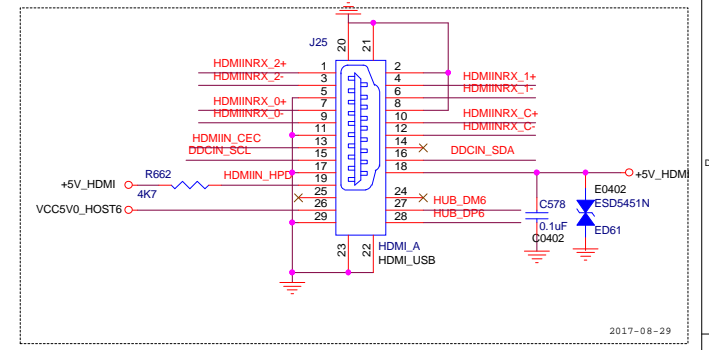 J25
20
21
HDMIINRX_2+
1
2
HDMIINRX_2-
3
4
HDMIINRX_1+
5
6
HDMIINRX_1-
HDMIINRX_0+
7
8
HDMIINRX_0-
9
10
HDMIINRX_C+
11
12
HDMIINRX_C-
HDMIIN_CEC
13
14
DDCIN_SCL
15
16
DDCIN_SDA
17
18
R662
HDMIIN_HPD
19
+5V_HDMI
+5V_HDMI
4K7
25
24
HUB_DM6
E0402
VCC5V0_HOST6
26
27
C578
ESD5451N
29
28
HUB_DP6
0.1uF
ED61
C0402
23
22
HDMI_A
HDMI_USB
2017-08-29
D